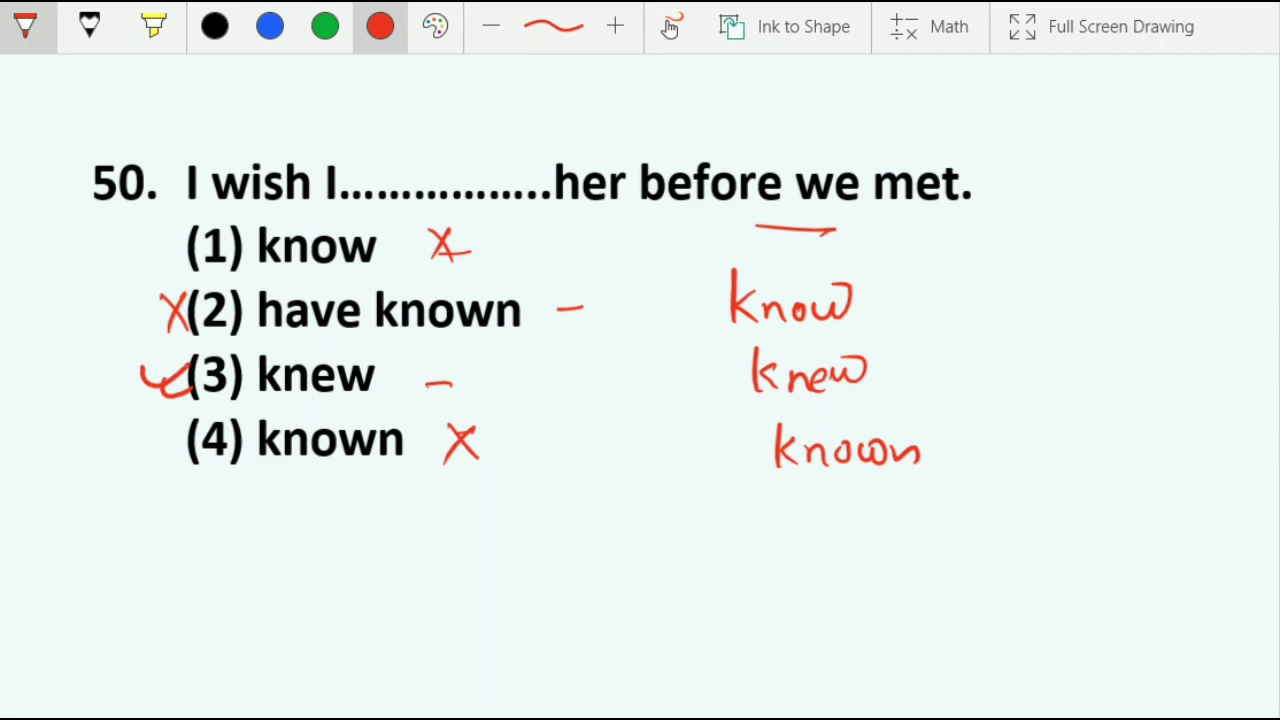 Ink to Shape Math Full Screen Drawing
50. I wish I……………..her before we met.
(1) know x
x (2) have known – know
(3) knew – knew
(4) known x known